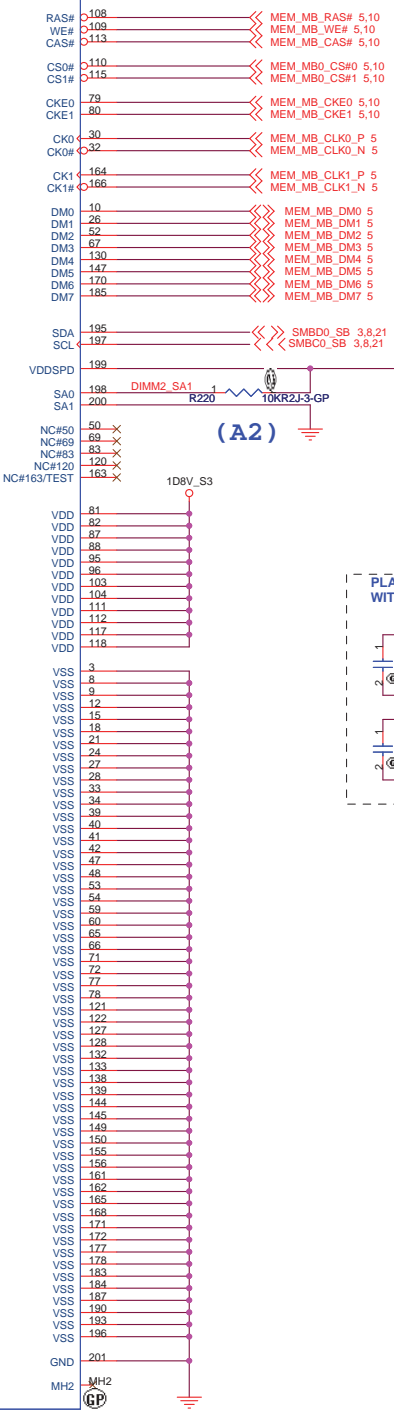 RAS# 108 MEM_MB_RAS# 5,10
WE# 109 MEM_MB_WE# 5,10
CAS# 113 MEM_MB_CAS# 5,10
CS0# 110 MEM_MB0_CS#0 5,10
CS1# 115 MEM_MB0_CS#1 5,10
CKE0 79 MEM_MB_CKE0 5,10
CKE1 80 MEM_MB_CKE1 5,10
CK0 30 MEM_MB_CLK0_P 5
CK0# 32 MEM_MB_CLK0_N 5
CK1 164 MEM_MB_CLK1_P 5
CK1# 166 MEM_MB_CLK1_N 5
DM0 10 MEM_MB_DM0 5
DM1 26 MEM_MB_DM1 5
DM2 52 MEM_MB_DM2 5
DM3 67 MEM_MB_DM3 5
DM4 130 MEM_MB_DM4 5
DM5 147 MEM_MB_DM5 5
DM6 170 MEM_MB_DM6 5
DM7 185 MEM_MB_DM7 5
SDA 195 SMBD0_SB 3,8,21
SCL 197 SMBC0_SB 3,8,21
VDDSPD 199
SA0 198 DIMM2_SA1 1
R220 10KR2J-3-GP
SA1 200
(A2)
NC#50 50
NC#69 69
NC#83 83
NC#120 120
NC#163/TEST 163
1D8V_S3
VDD 81
VDD 82
VDD 87
VDD 88
VDD 95
VDD 96
VDD 103
VDD 104
VDD 111
VDD 112
VDD 117
VDD 118
PLA
WIT
1
2
1
2
VSS 3
VSS 8
VSS 9
VSS 12
VSS 15
VSS 18
VSS 21
VSS 24
VSS 27
VSS 28
VSS 33
VSS 34
VSS 39
VSS 40
VSS 41
VSS 42
VSS 47
VSS 48
VSS 53
VSS 54
VSS 59
VSS 60
VSS 65
VSS 66
VSS 71
VSS 72
VSS 77
VSS 78
VSS 121
VSS 122
VSS 127
VSS 128
VSS 132
VSS 133
VSS 138
VSS 139
VSS 144
VSS 145
VSS 149
VSS 150
VSS 155
VSS 156
VSS 161
VSS 162
VSS 165
VSS 168
VSS 171
VSS 172
VSS 177
VSS 178
VSS 183
VSS 184
VSS 187
VSS 190
VSS 193
VSS 196
GND 201
MH2 MH2
GP